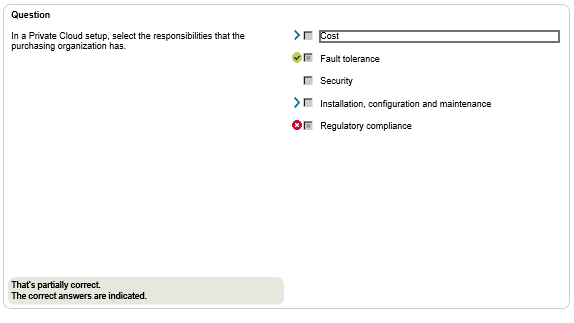 Question
In a Private Cloud setup, select the responsibilities that the
purchasing organization has.
Cost
Fault tolerance
Security
Installation, configuration and maintenance
Regulatory compliance
That's partially correct.
The correct answers are indicated.